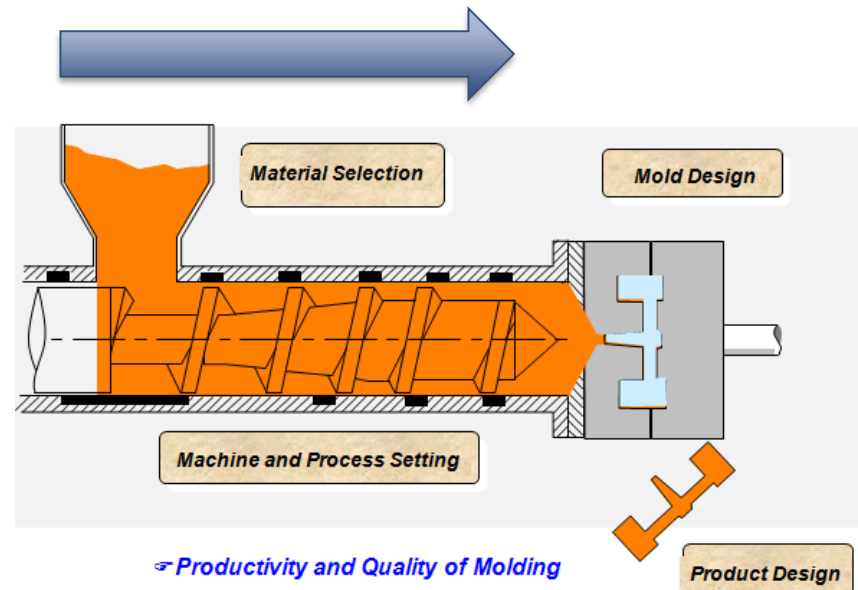 Material Selection
Mold Design
Machine and Process Setting
☞ Productivity and Quality of Molding
Product Design